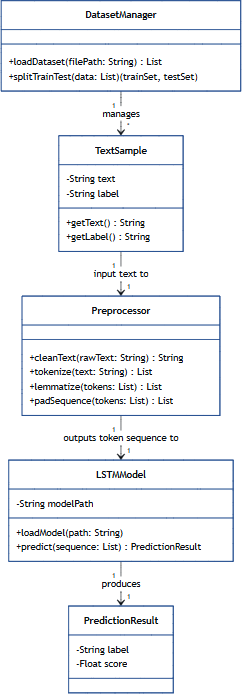 DatasetManager
+loadDataset(filePath: String) : List
+splitTrainTest(data: List)(trainSet, testSet)
1
manages
*
TextSample
-String text
-String label
+getText() : String
+getLabel() : String
1
input text to
1
Preprocessor
+cleanText(rawText: String) : String
+tokenize(text: String) : List
+lemmatize(tokens: List) : List
+padSequence(tokens: List) : List
1
outputs token sequence to
1
LSTMModel
-String modelPath
+loadModel(path: String)
+predict(sequence: List) : PredictionResult
1
produces
1
PredictionResult
-String label
-Float score